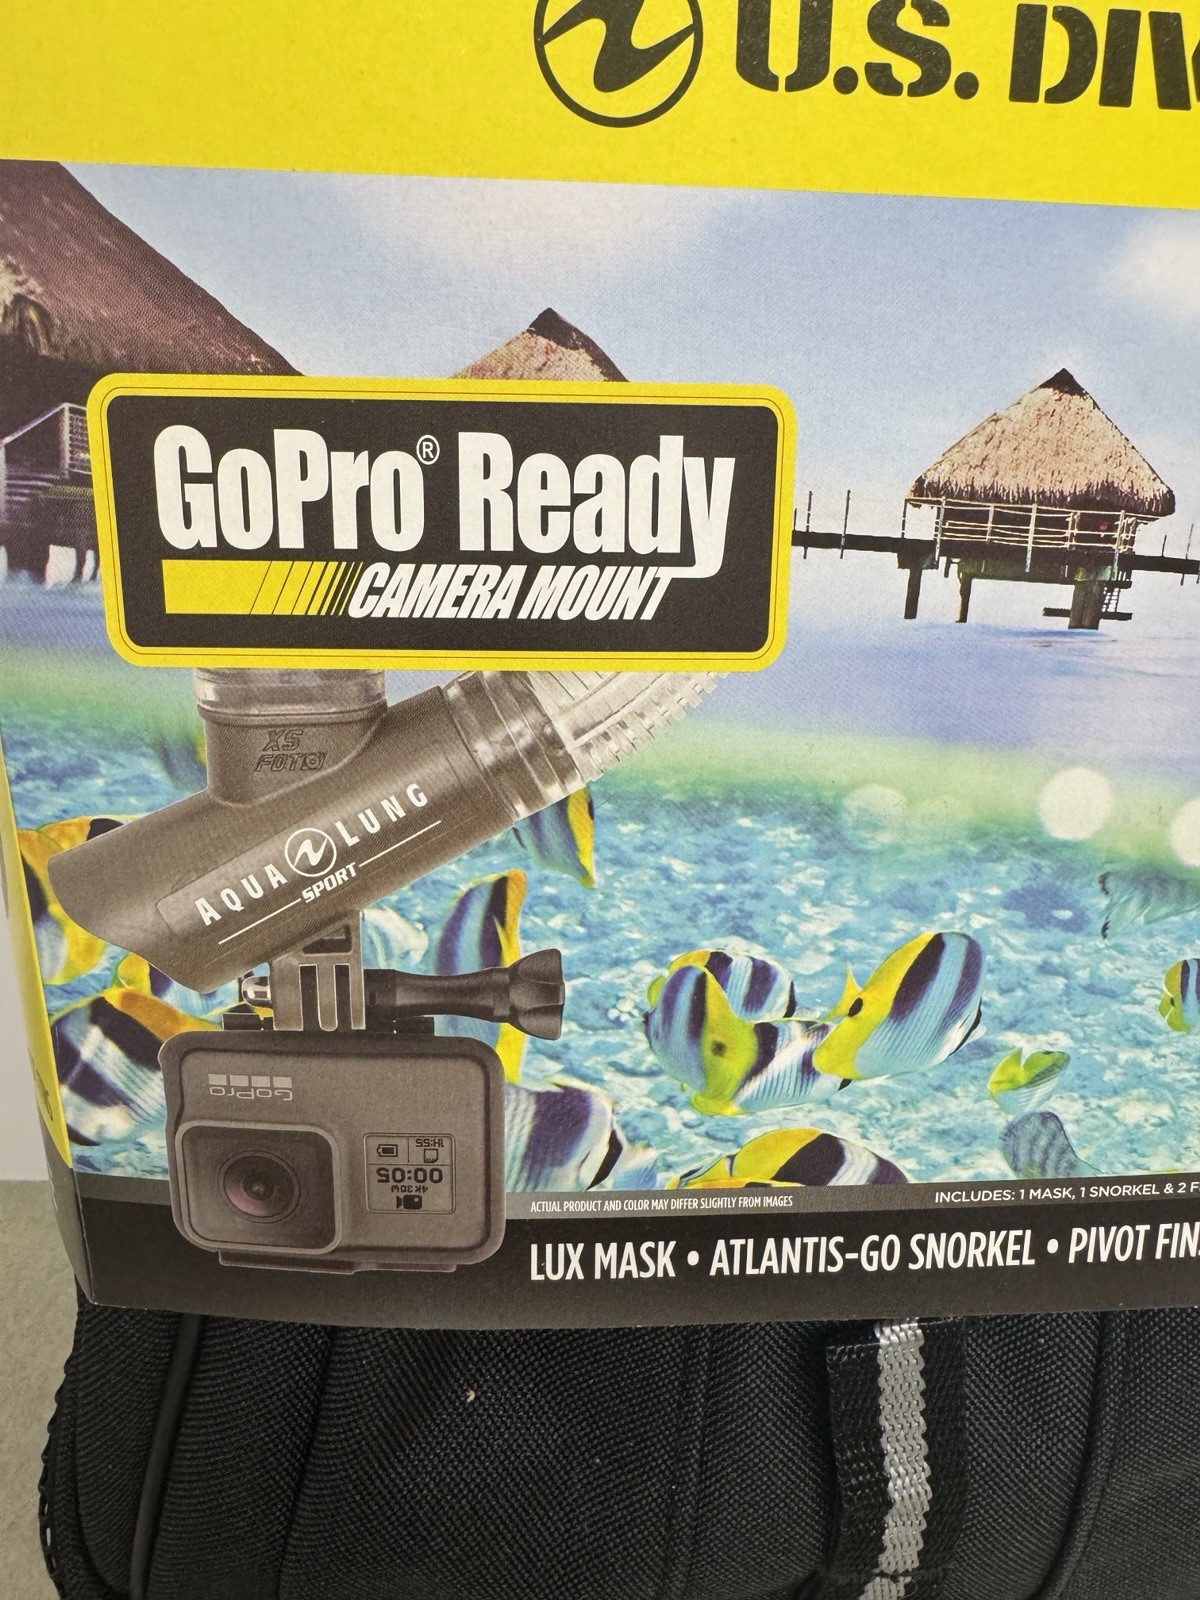 U.S. DIV
GoPro® Ready
CAMERA MOUNT
XS
FOTO
AQUA LUNG
SPORT
GoPro
1H:55
00:05
4K30W
ACTUAL PRODUCT AND COLOR MAY DIFFER SLIGHTLY FROM IMAGES
INCLUDES: 1 MASK, 1 SNORKEL & 2 F
LUX MASK • ATLANTIS-GO SNORKEL • PIVOT FIN